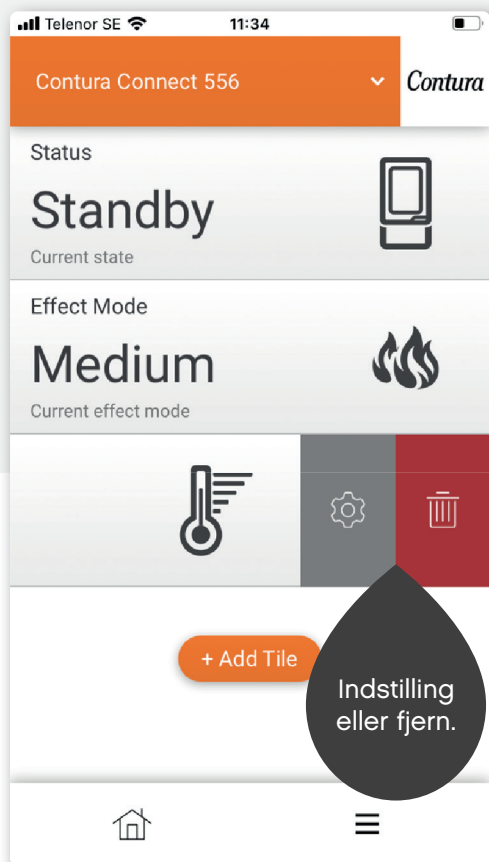 Telenor SE 11:34
Contura Connect 556 Contura
Status
Standby
Current state
Effect Mode
Medium
Current effect mode
+ Add Tile
Indstilling
eller fjern.